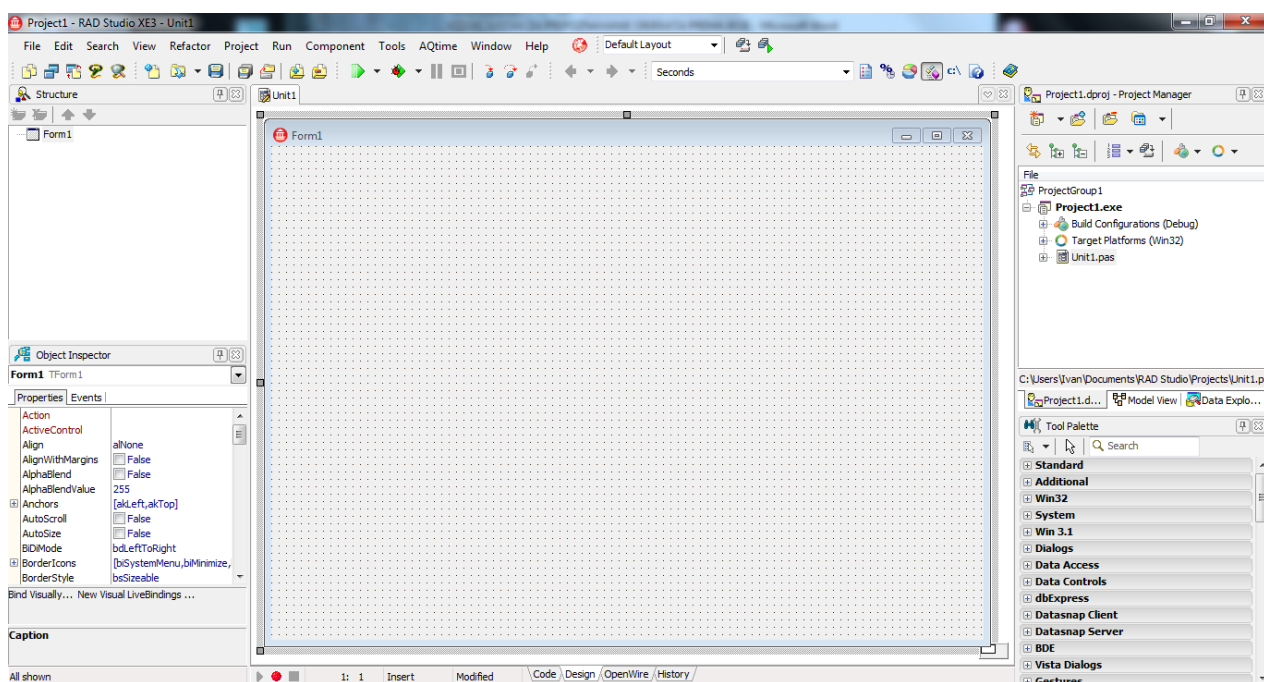 Project1 - RAD Studio XE3 - Unit1
File Edit Search View Refactor Project Run Component Tools AQtime Window Help Default Layout
Seconds
Structure
Form1
Object Inspector
Form1 TForm1
Properties Events
Action
ActiveControl
Align alNone
AlignWithMargins False
AlphaBlend False
AlphaBlendValue 255
Anchors [akLeft,akTop]
AutoScroll False
AutoSize False
BiDiMode bdLeftToRight
BorderIcons [biSystemMenu,biMinimize,
BorderStyle bsSizeable
Bind Visually... New Visual LiveBindings ...
Caption
All shown
Unit1
Form1
1: 1 Insert Modified Code Design OpenWire History
Project1.dproj - Project Manager
File
ProjectGroup1
Project1.exe
Build Configurations (Debug)
Target Platforms (Win32)
Unit1.pas
C:\Users\Ivan\Documents\RAD Studio\Projects\Unit1.p
Project1.d... Model View Data Explo...
Tool Palette
Search
Standard
Additional
Win32
System
Win 3.1
Dialogs
Data Access
Data Controls
dbExpress
Datasnap Client
Datasnap Server
BDE
Vista Dialogs
Gestures